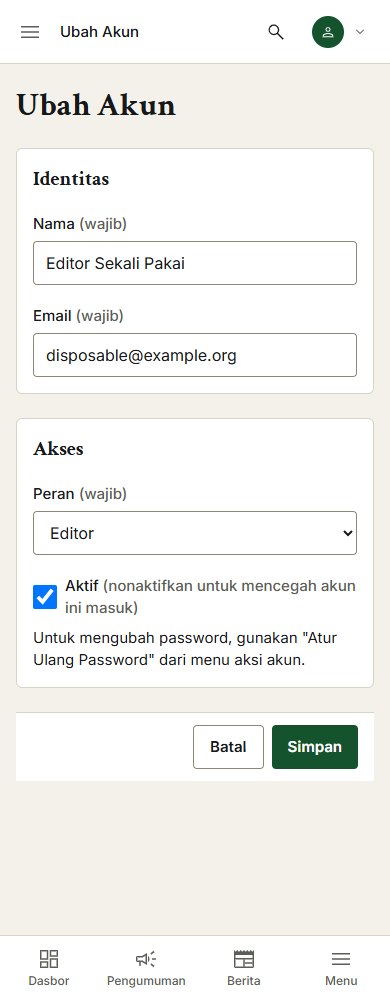 Ubah Akun
Ubah Akun
Identitas
Nama (wajib)
Editor Sekali Pakai
Email (wajib)
disposable@example.org
Akses
Peran (wajib)
Editor
Aktif (nonaktifkan untuk mencegah akun
ini masuk)
Untuk mengubah password, gunakan "Atur
Ulang Password" dari menu aksi akun.
Batal
Simpan
Dasbor
Pengumuman
Berita
Menu